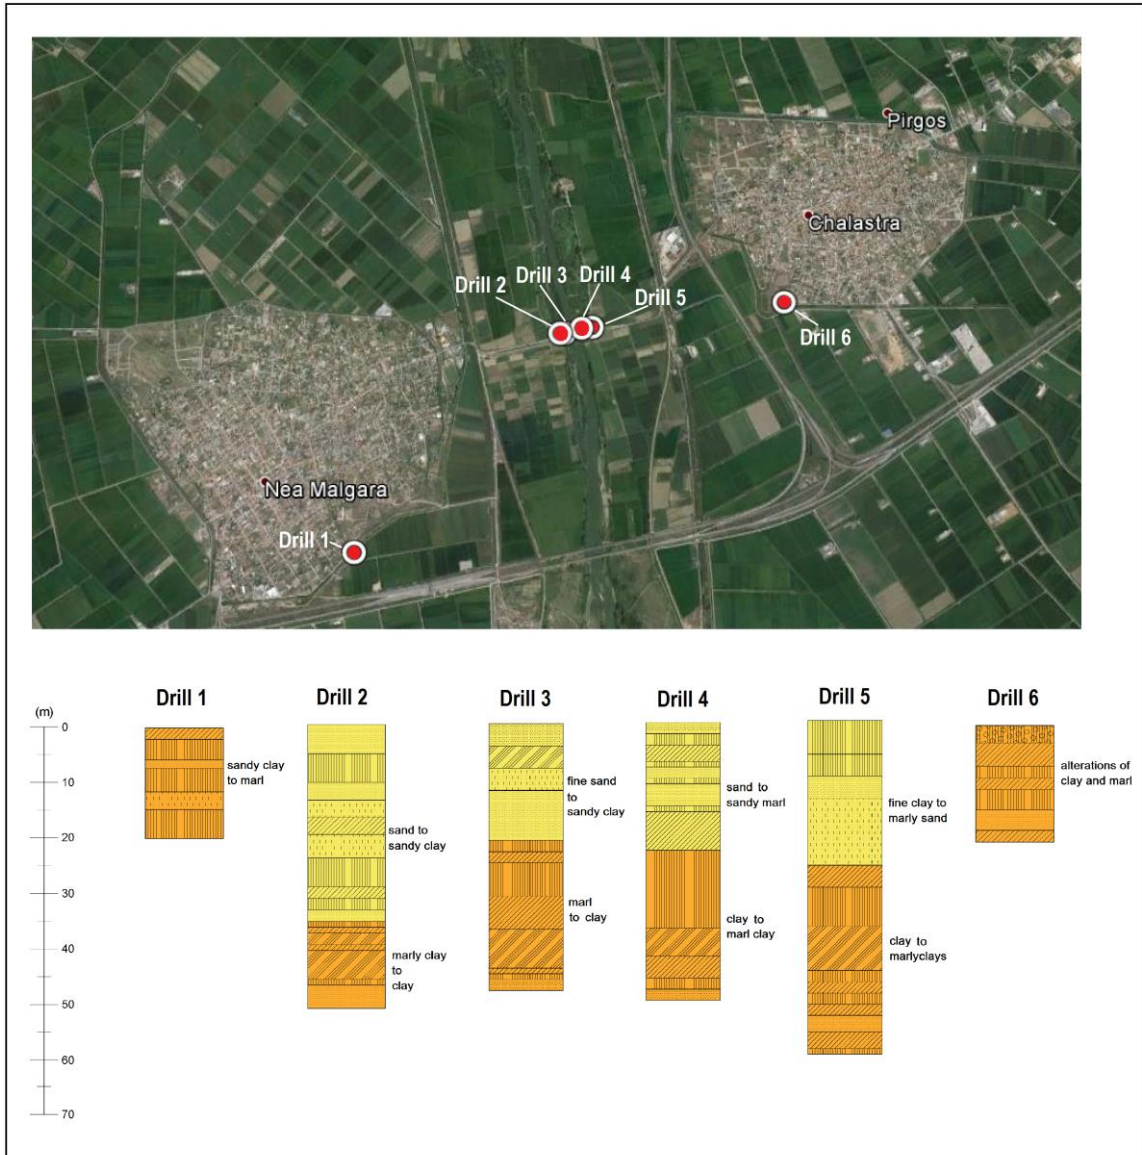 Pirgos
Chalastra
Drill 3
Drill 4
Drill 2
Drill 5
Drill 6
Nea Malgara
Drill 1
Drill 1
Drill 2
Drill 3
Drill 4
Drill 5
Drill 6
(m)
0
10
20
30
40
50
60
70
sandy clay
to marl
sand to
sandy clay
marly clay
to
clay
fine sand
to
sandy clay
marl
to clay
sand to
sandy marl
clay to
marl clay
fine clay to
marly sand
clay to
marlyclays
alterations of
clay and marl